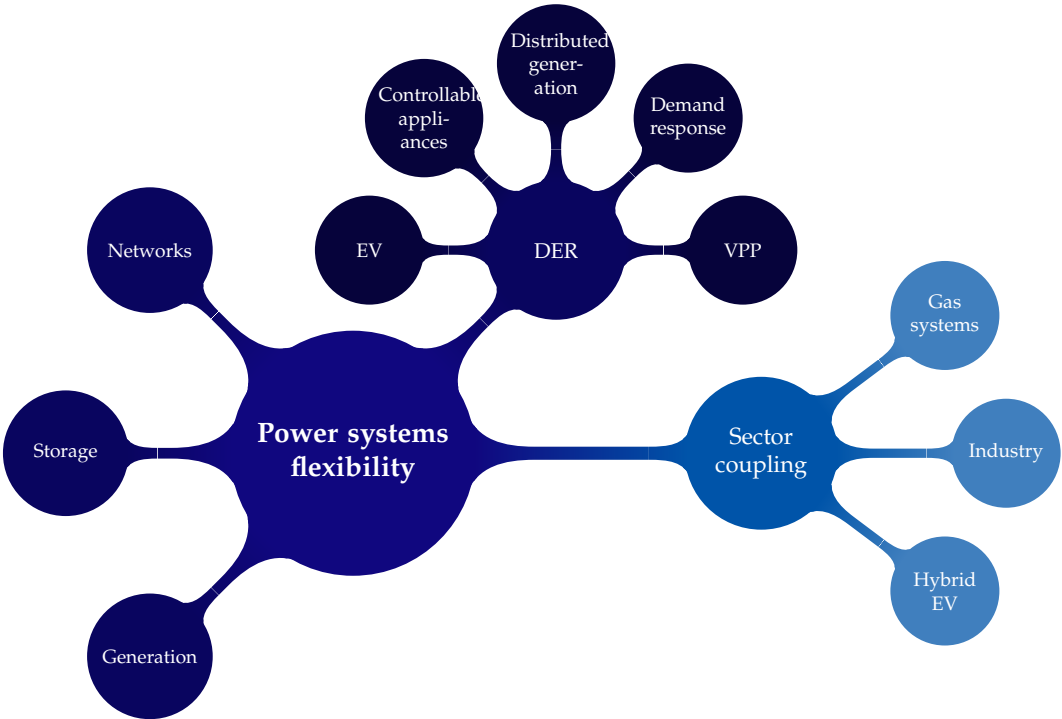 Distributed
gener-
ation
Controllable
appli-
ances
Demand
response
Networks
EV
DER
VPP
Gas
systems
Power systems
flexibility
Sector
coupling
Storage
Industry
Hybrid
EV
Generation